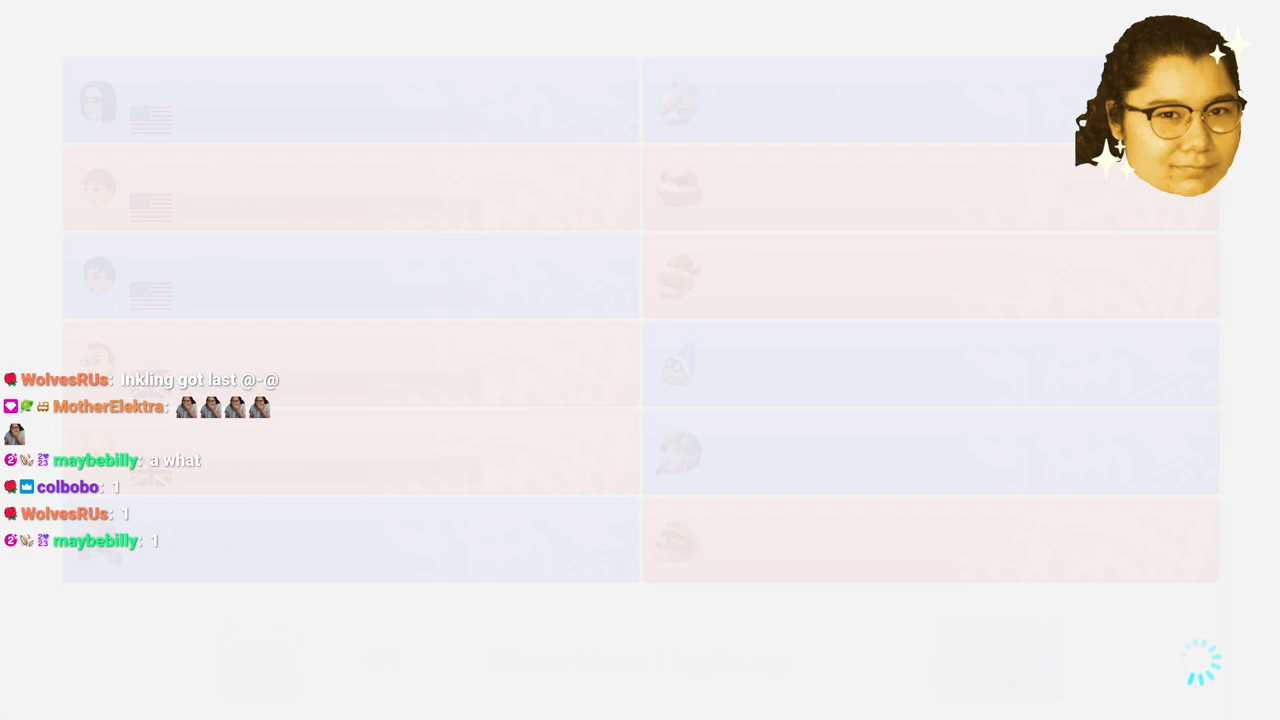 WolvesRUs: Inkling got last @-@
MotherElektra:
maybebilly: a what
colbobo: 1
WolvesRUs: 1
maybebilly: 1